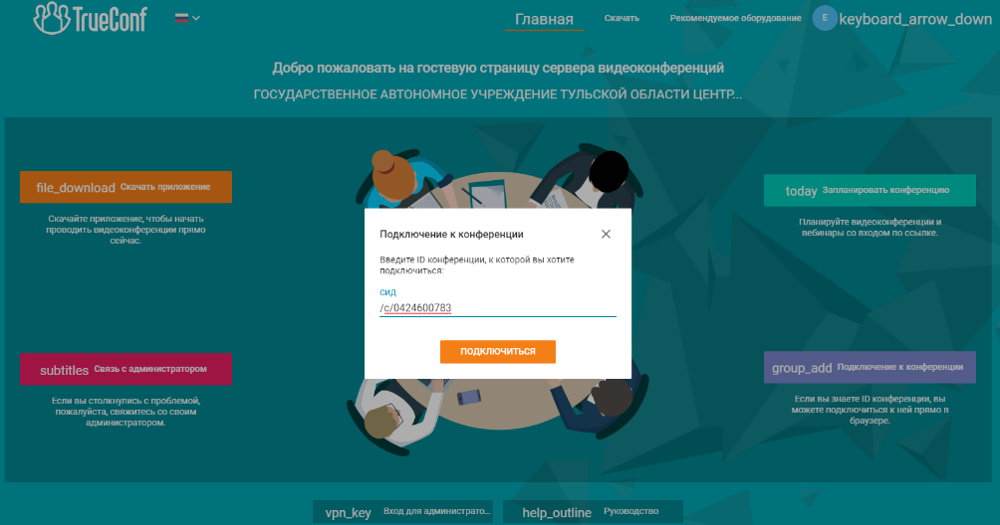 TrueConf
Главная
Скачать
Рекомендуемое оборудование
E
keyboard_arrow_down
Добро пожаловать на гостевую страницу сервера видеоконференций
ГОСУДАРСТВЕННОЕ АВТОНОМНОЕ УЧРЕЖДЕНИЕ ТУЛЬСКОЙ ОБЛАСТИ ЦЕНТР...
file_download Скачать приложение
Скачайте приложение, чтобы начать
проводить видеоконференции прямо
сейчас.
today Запланировать конференцию
Планируйте видеоконференции и
вебинары со входом по ссылке.
Подключение к конференции
Введите ID конференции, к которой вы хотите
подключиться:
СИД
/c/0424600783
ПОДКЛЮЧИТЬСЯ
subtitles Связь с администратором
Если вы столкнулись с проблемой,
пожалуйста, свяжитесь со своим
администратором.
group_add Подключение к конференции
Если вы знаете ID конференции, вы
можете подключиться к ней прямо в
браузере.
vpn_key Вход для администрато...
help_outline Руководство